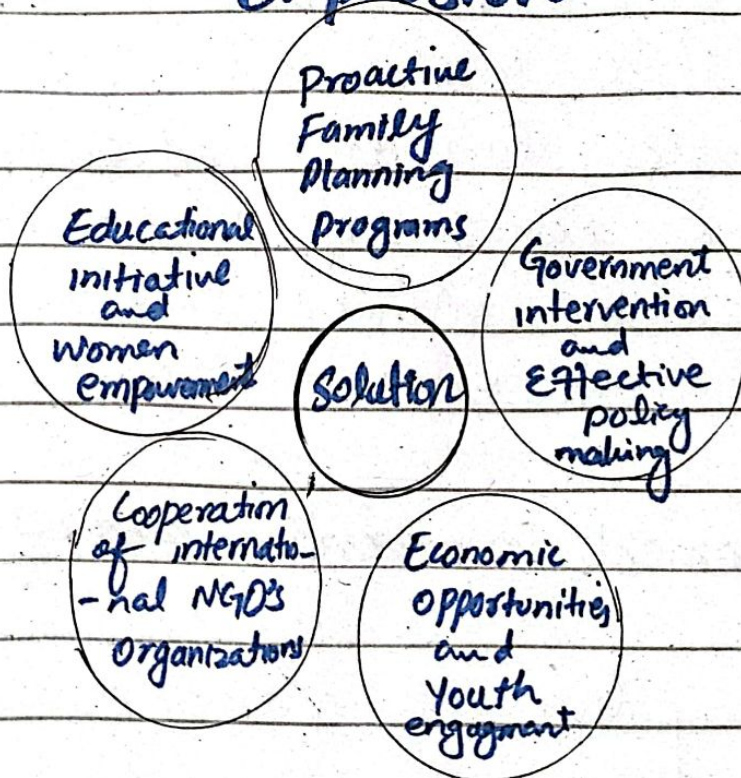 Proactive
Family
Planning
Programs
Educational
initiative
and
Women
empowerment
Government
intervention
and
Effective
policy
making
Solution
Cooperation
of internatio-
-nal NGO's
Organizations
Economic
opportunities
and
Youth
engagmant